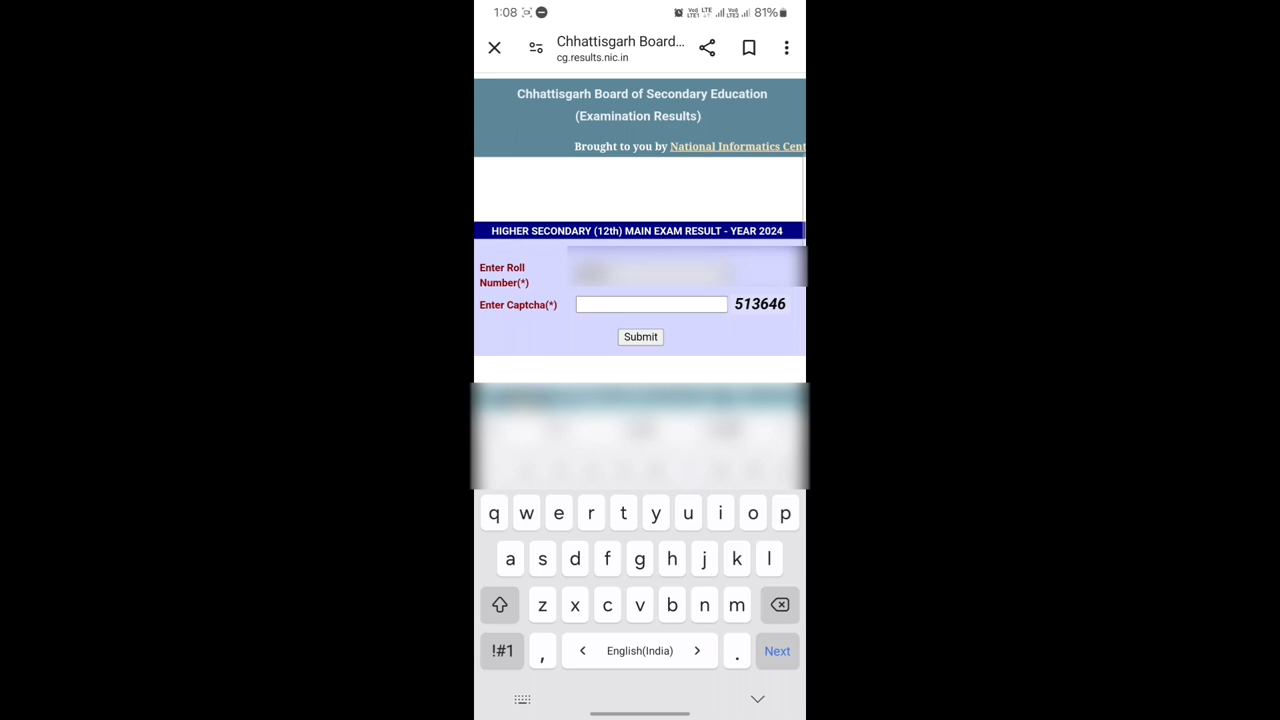 1:08 81%
Chhattisgarh Board...
cg.results.nic.in
Chhattisgarh Board of Secondary Education
(Examination Results)
Brought to you by National Informatics Cent
HIGHER SECONDARY (12th) MAIN EXAM RESULT - YEAR 2024
Enter Roll
Number(*)
Enter Captcha(*) 513646
Submit
q w e r t y u i o p
a s d f g h j k l
z x c v b n m
!#1 , < English(India) > . Next